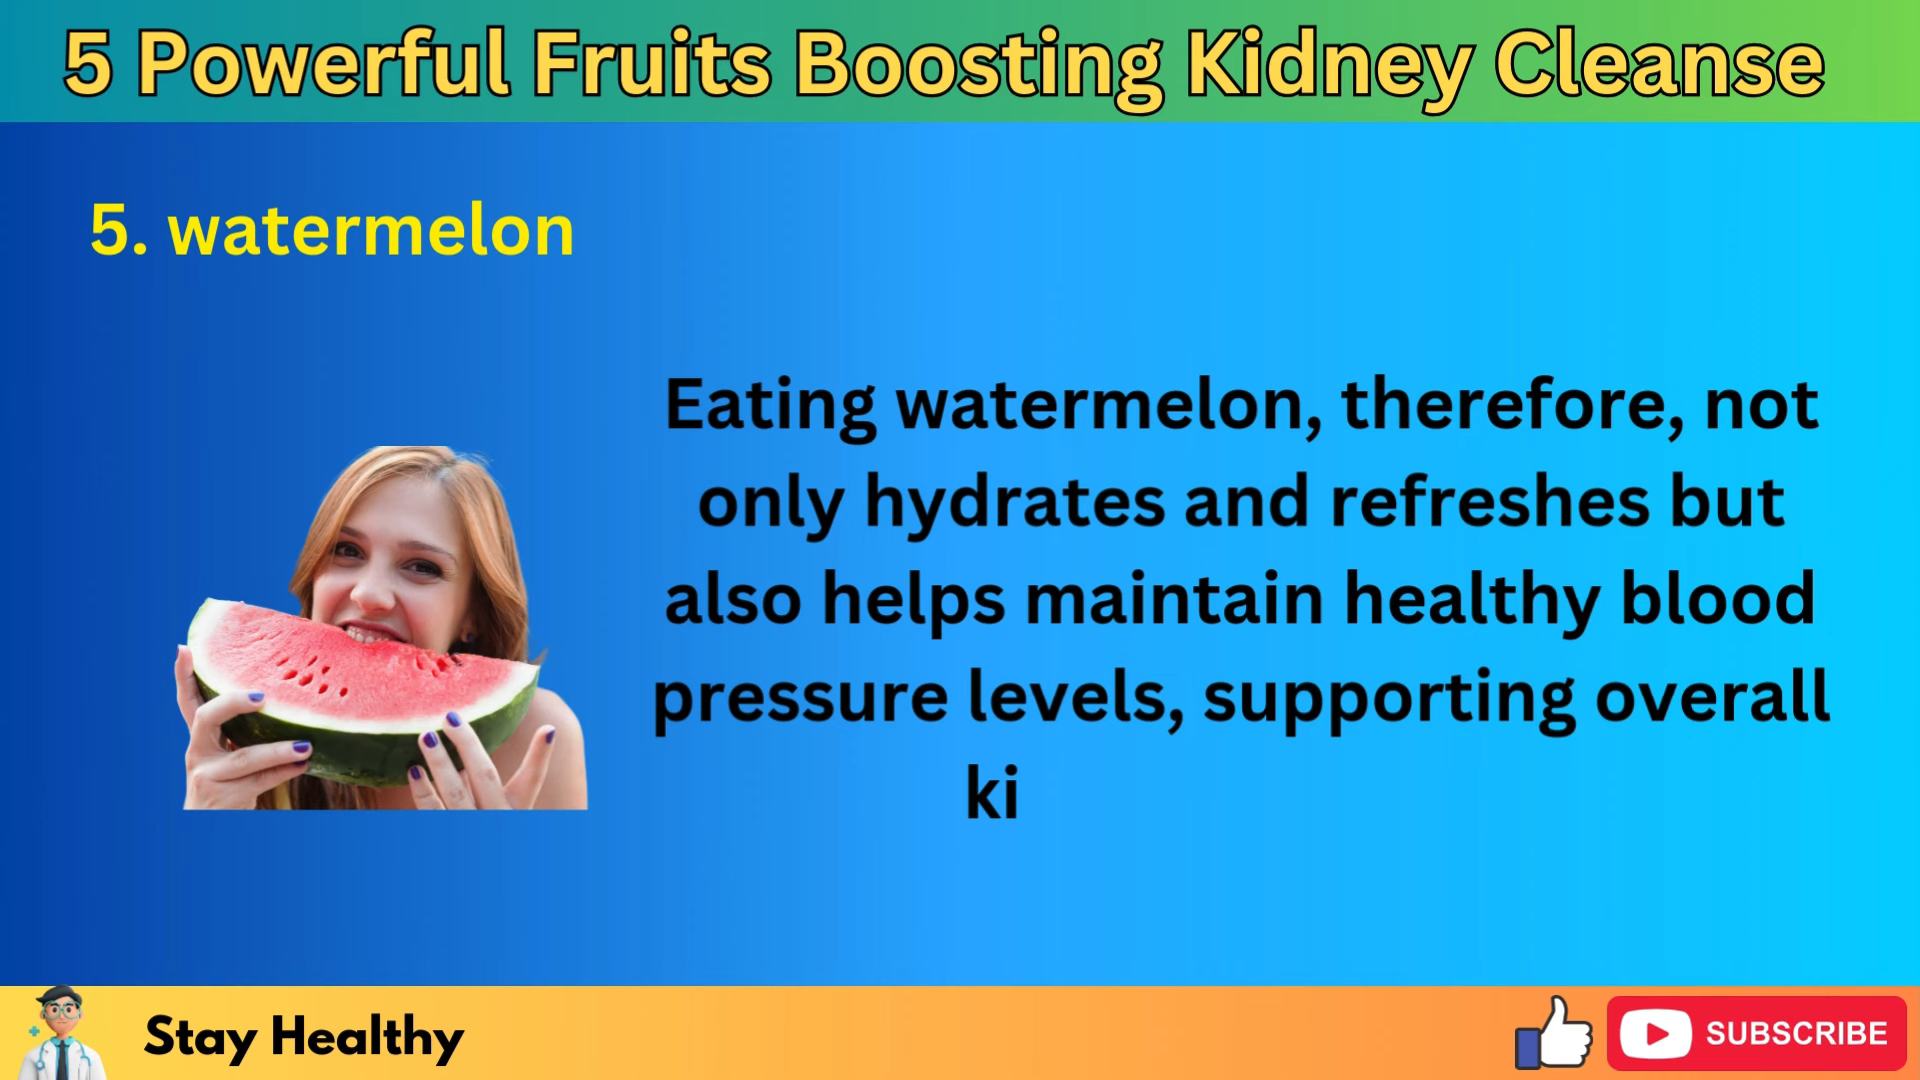 5 Powerful Fruits Boosting Kidney Cleanse
5. watermelon
Eating watermelon, therefore, not
only hydrates and refreshes but
also helps maintain healthy blood
pressure levels, supporting overall
ki
Stay Healthy
SUBSCRIBE